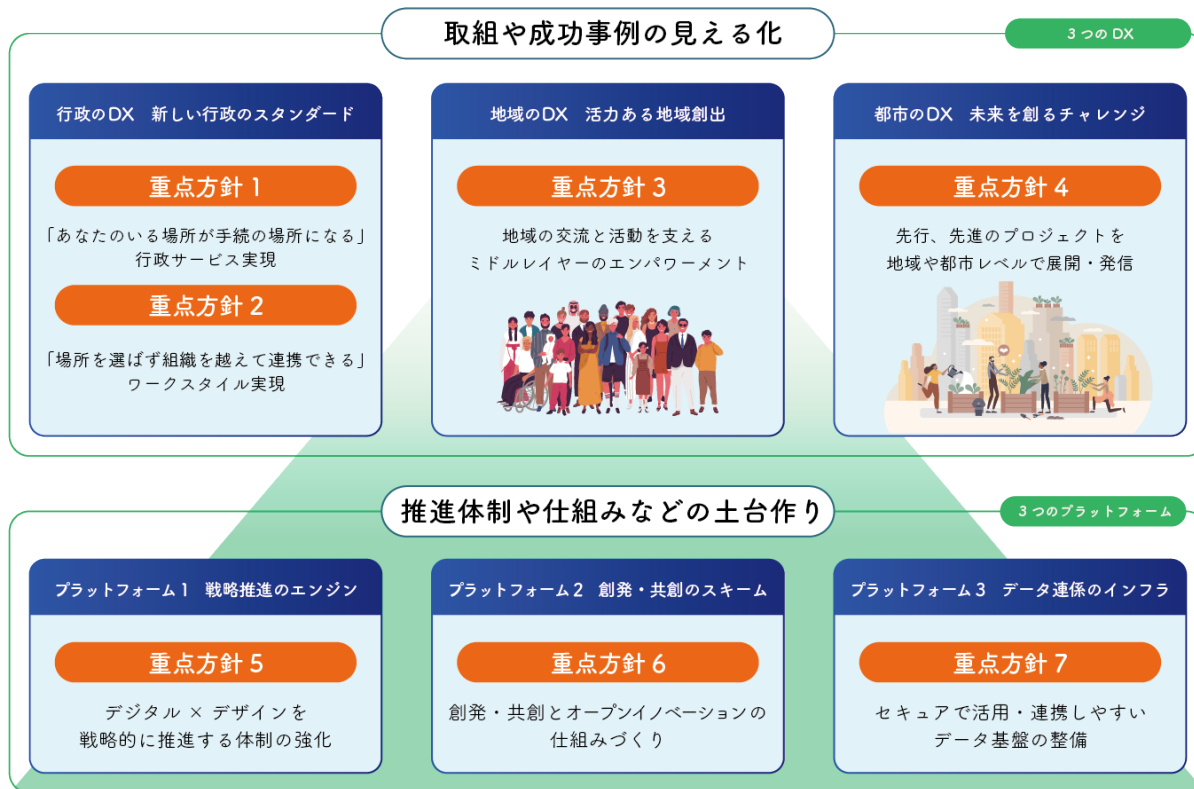 取組や成功事例の見える化
3つのDX
行政のDX 新しい行政のスタンダード
重点方針1
「あなたのいる場所が手続の場所になる」
行政サービス実現
重点方針2
「場所を選ばず組織を越えて連携できる」
ワークスタイル実現
地域のDX 活力ある地域創出
重点方針3
地域の交流と活動を支える
ミドルレイヤーのエンパワーメント
都市のDX 未来を創るチャレンジ
重点方針4
先行、先進のプロジェクトを
地域や都市レベルで展開・発信
推進体制や仕組みなどの土台作り
3つのプラットフォーム
プラットフォーム1 戦略推進のエンジン
重点方針5
デジタル × デザインを
戦略的に推進する体制の強化
プラットフォーム2 創発・共創のスキーム
重点方針6
創発・共創とオープンイノベーションの
仕組みづくり
プラットフォーム3 データ連係のインフラ
重点方針7
セキュアで活用・連携しやすい
データ基盤の整備